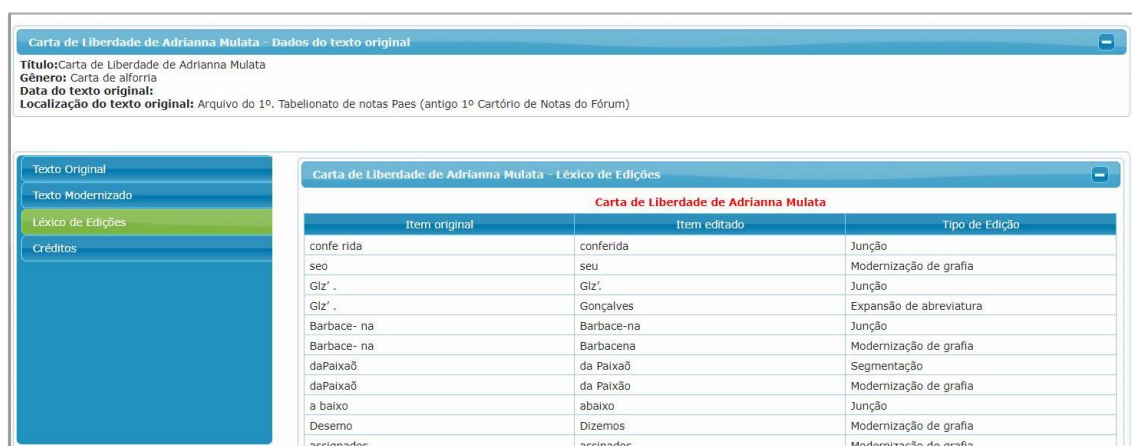 Carta de Liberdade de Adrianna Mulata - Dados do texto original
Título:Carta de Liberdade de Adrianna Mulata
Gênero: Carta de alforria
Data do texto original:
Localização do texto original: Arquivo do 1º. Tabelionato de notas Paes (antigo 1º Cartório de Notas do Fórum)
Texto Original
Texto Modernizado
Léxico de Edições
Créditos
Carta de Liberdade de Adrianna Mulata - Léxico de Edições
Carta de Liberdade de Adrianna Mulata
Item original Item editado Tipo de Edição
confe rida conferida Junção
seo seu Modernização de grafia
Glz’ . Glz’. Junção
Glz’ . Gonçalves Expansão de abreviatura
Barbace- na Barbace-na Junção
Barbace- na Barbacena Modernização de grafia
daPaixaõ da Paixaõ Segmentação
daPaixaõ da Paixão Modernização de grafia
a baixo abaixo Junção
Desemo Dizemos Modernização de grafia
assignados assinados Modernização de grafia